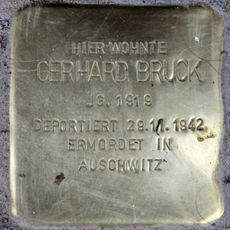 HIER WOHNTE
GERHARD BRUCK
JG. 1919
DEPORTIERT 29.11.1942
ERMORDET IN
AUSCHWITZ